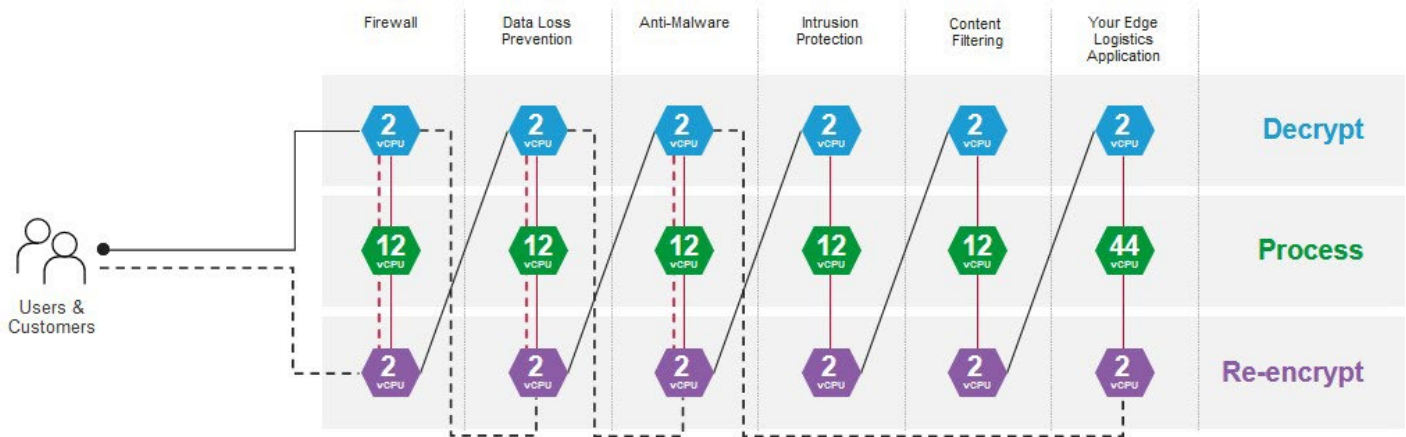 Firewall
Data Loss
Prevention
Anti-Malware
Intrusion
Protection
Content
Filtering
Your Edge
Logistics
Application
2 2 2 2 2 2
vCPU vCPU vCPU vCPU vCPU vCPU
Decrypt
12 12 12 12 12 44
vCPU vCPU vCPU vCPU vCPU vCPU
Process
Users &
Customers
2 2 2 2 2 2
vCPU vCPU vCPU vCPU vCPU vCPU
Re-encrypt